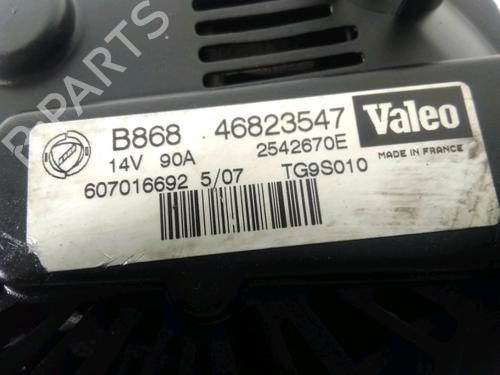 B-PARTS
B868 46823547 Valeo
14V 90A 2542670E MADE IN FRANCE
607016692 5/07 TG9S010